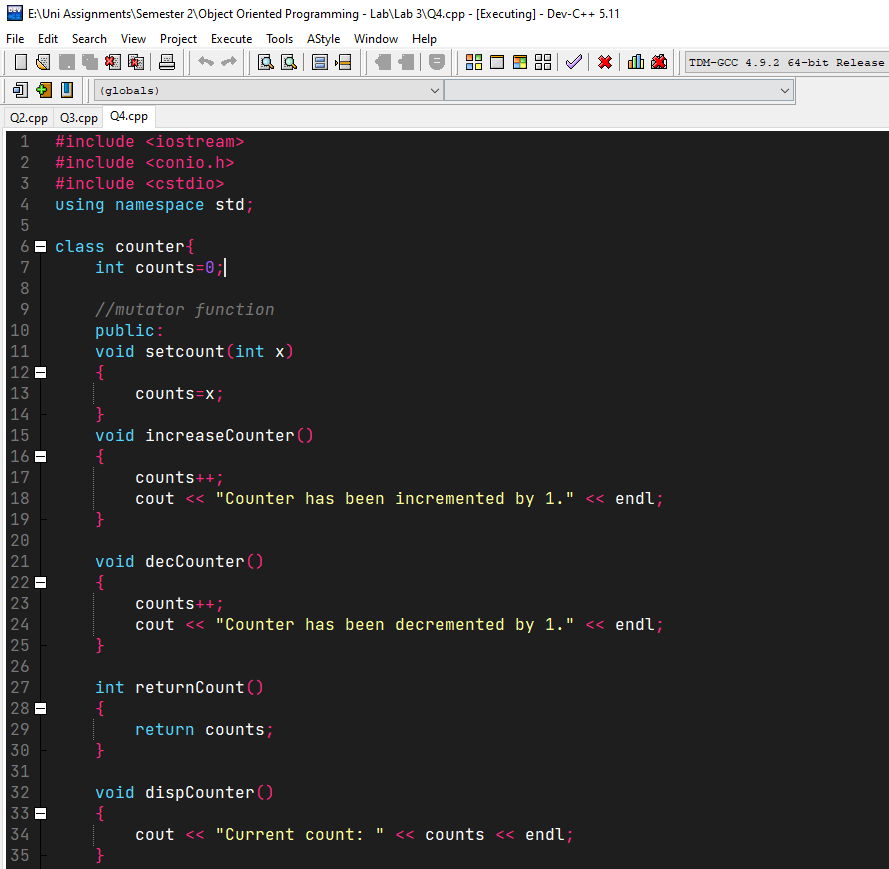 E:\Uni Assignments\Semester 2\Object Oriented Programming - Lab\Lab 3\Q4.cpp - [Executing] - Dev-C++ 5.11
File Edit Search View Project Execute Tools AStyle Window Help
TDM-GCC 4.9.2 64-bit Release
(globals)
Q2.cpp Q3.cpp Q4.cpp
1 #include <iostream>
2 #include <conio.h>
3 #include <cstdio>
4 using namespace std;
5
6 class counter{
7 int counts=0;
8
9 //mutator function
10 public:
11 void setcount(int x)
12 {
13 counts=x;
14 }
15 void increaseCounter()
16 {
17 counts++;
18 cout << "Counter has been incremented by 1." << endl;
19 }
20
21 void decCounter()
22 {
23 counts++;
24 cout << "Counter has been decremented by 1." << endl;
25 }
26
27 int returnCount()
28 {
29 return counts;
30 }
31
32 void dispCounter()
33 {
34 cout << "Current count: " << counts << endl;
35 }